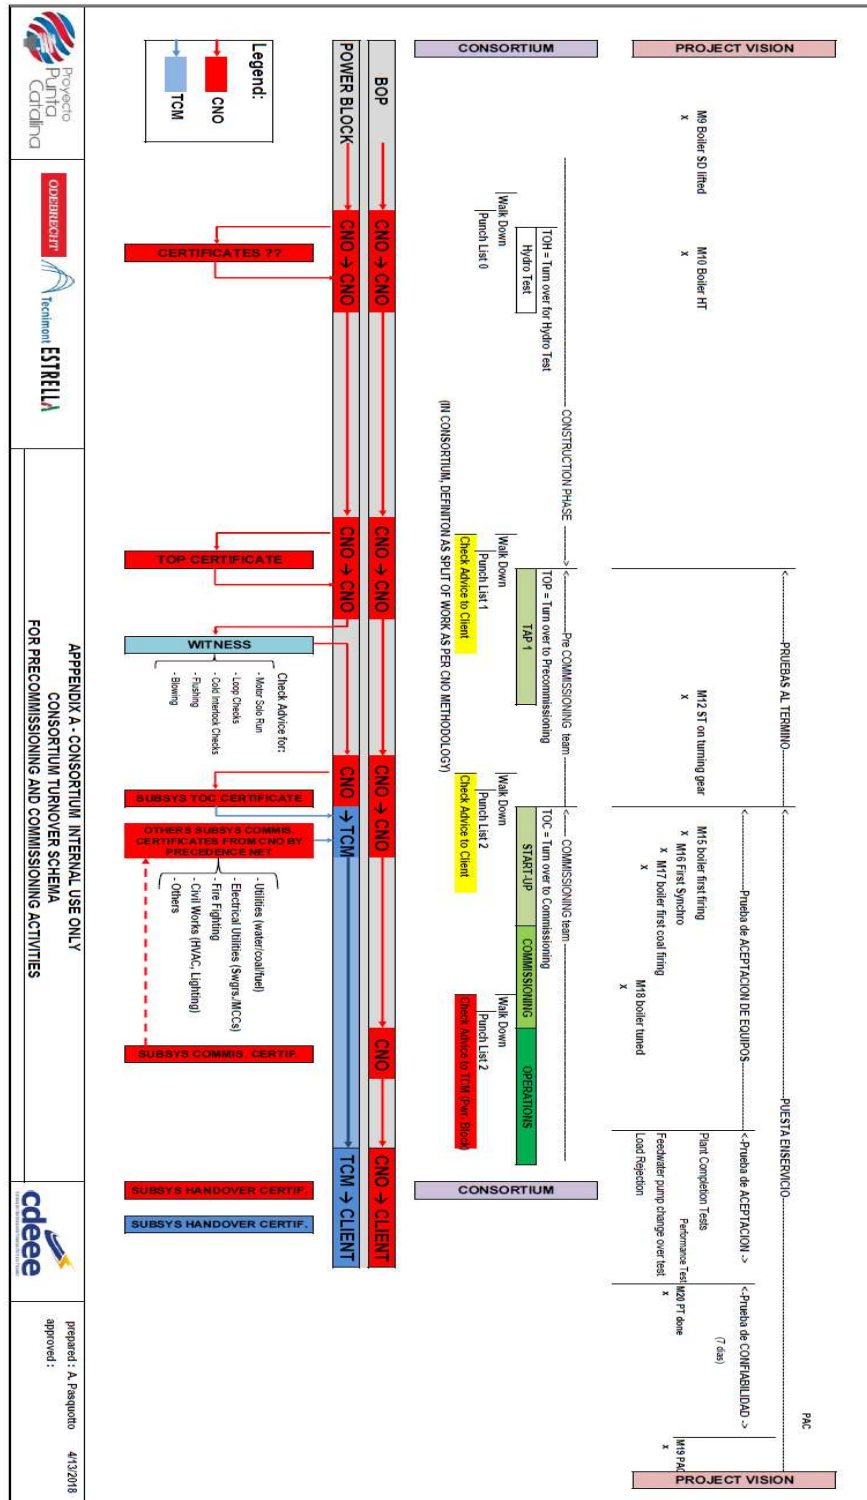 PROJECT VISION
PAC
<-----PRUEBAS AL TERMINO----->
<-----PUESTA ENSERVICIO-----
<-----Prueba de ACEPTACION DE EQUIPOS----->
<-Prueba de ACEPTACION ->
<-Prueba de CONFIABILIDAD ->
(7 dias)
M9 Boiler SD lifted
X
M10 Boiler HT
X
M12 ST on turning gear
X
M15 boiler first firing
X M16 First Synchro
X M17 boiler first coal firing
X
M18 boiler tuned
X
Plant Completion Tests
Performance Test
Feedwater pump change over test
Load Rejection
M20 PT done
X
M19 PAC
X
PROJECT VISION
CONSORTIUM
---------- CONSTRUCTION PHASE ---------->
<--------Pre COMMISSIONING team-------->
<----- COMMISSIONING team----------
TOH = Turn over for Hydro Test
Hydro Test
Walk Down
Punch List 0
TOP = Turn over to Precommissioning
TAP 1
Walk Down
Punch List 1
Check Advice to Client
TOC = Turn over to Commissioning
START-UP
COMMISSIONING
OPERATIONS
Walk Down
Punch List 2
Check Advice to Client
Walk Down
Punch List 2
Check Advice to TCM (Pwr. Block)
(IN CONSORTIUM, DEFINITON AS SPLIT OF WORK AS PER CNO METHODOLOGY)
CONSORTIUM
BOP
CNO → CNO
CNO → CNO
CNO → CNO
CNO
CNO → CLIENT
POWER BLOCK
CNO → CNO
CNO → CNO
CNO → TCM
TCM → CLIENT
Legend:
CNO
TCM
CERTIFICATES ??
TOP CERTIFICATE
WITNESS
Check Advice for:
- Motor Solo Run
- Loop Checks
- Cold Interlock Checks
- Flushing
- Blowing
SUBSYS TOC CERTIFICATE
OTHERS SUBSYS COMMIS.
CERTIFICATES FROM CNO BY
PRECEDENCE NET
- Utilities (water/coal/fuel)
- Electrical Utilities (Swgrs./MCCs)
- Fire Fighting
- Civil Works (HVAC, Lighting)
- Others
SUBSYS COMMIS. CERTIF.
SUBSYS HANDOVER CERTIF.
SUBSYS HANDOVER CERTIF.
Proyecto
Punta
Catalina
ODEBRECHT
Tecnimont
ESTRELLA
APPPENDIX A - CONSORTIUM INTERNAL USE ONLY
CONSORTIUM TURNOVER SCHEMA
FOR PRECOMMISSIONING AND COMMISSIONING ACTIVITIES
cdeee
prepared : A. Pasquotto 4/13/2018
approved :